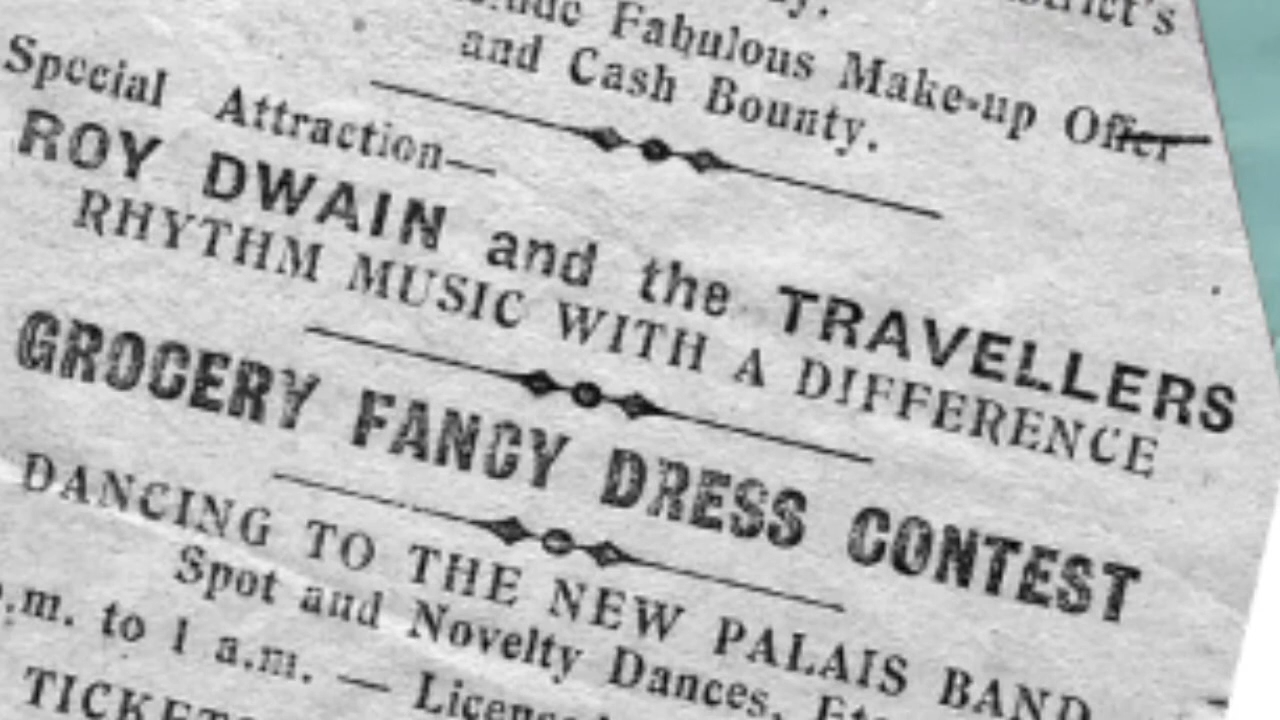 Fabulous Make-up Offer
and Cash Bounty.
Special Attraction—
ROY DWAIN and the TRAVELLERS
RHYTHM MUSIC WITH A DIFFERENCE
GROCERY FANCY DRESS CONTEST
DANCING TO THE NEW PALAIS BAND
Spot and Novelty Dances, Etc
.m. to 1 a.m. —
TICKETS